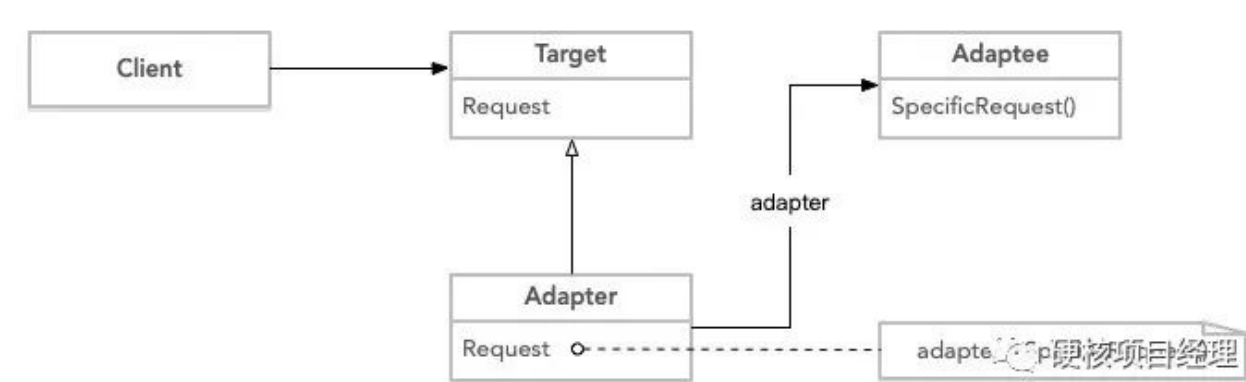 Client
Target
Request
Adaptee
SpecificRequest()
adapter
Adapter
Request
硬核项目经理